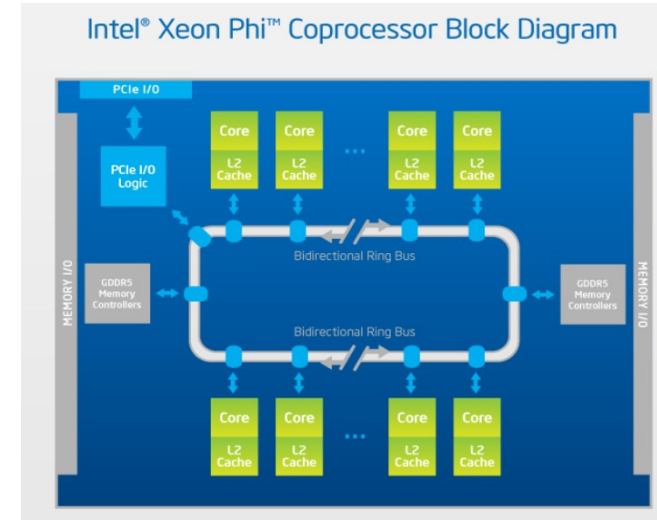 Intel® Xeon Phi™ Coprocessor Block Diagram
PCIe I/O
Core
Core
...
Core
Core
L2
Cache
L2
Cache
L2
Cache
L2
Cache
PCIe I/O
Logic
Bidirectional Ring Bus
MEMORY I/O
GDDR5
Memory
Controllers
GDDR5
Memory
Controllers
MEMORY I/O
Bidirectional Ring Bus
Core
Core
...
Core
Core
L2
Cache
L2
Cache
L2
Cache
L2
Cache